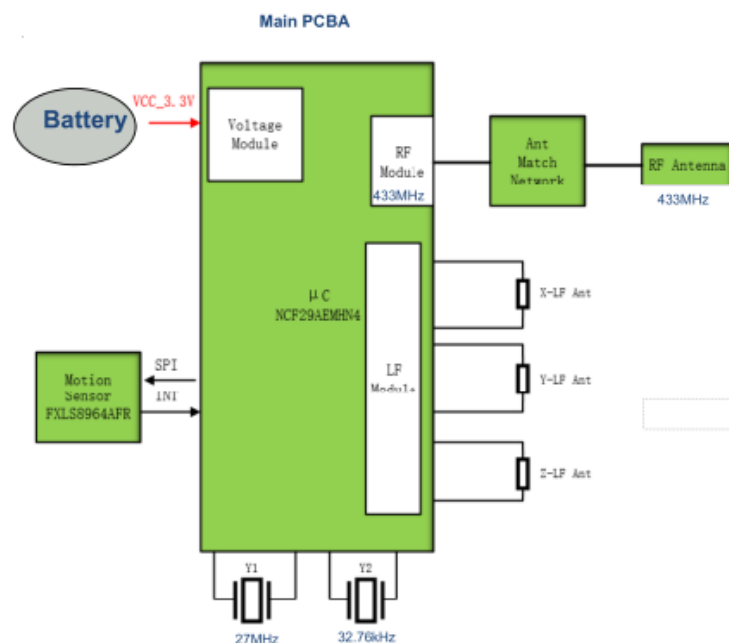 Main PCBA
Battery
VCC_3.3V
Voltage
Module
RF
Module
433MHz
Ant
Match
Network
RF Antenna
433MHz
μC
NCF29AEMHN4
LF
Module
X-LF Ant
Y-LF Ant
Z-LF Ant
Motion
Sensor
FXLS8964AFR
SPI
INT
Y1
27MHz
Y2
32.76kHz